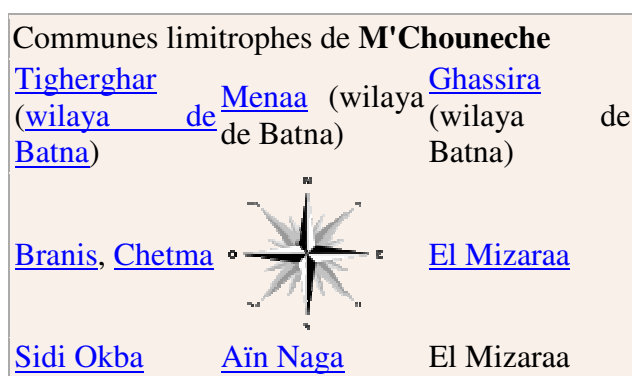 Communes limitrophes de M'Chouneche
Tigherghar (wilaya de Batna)
Menaa (wilaya de Batna)
Ghassira (wilaya de Batna)
N
Branis, Chetma
O
E
El Mizaraa
Sidi Okba
Aïn Naga
El Mizaraa